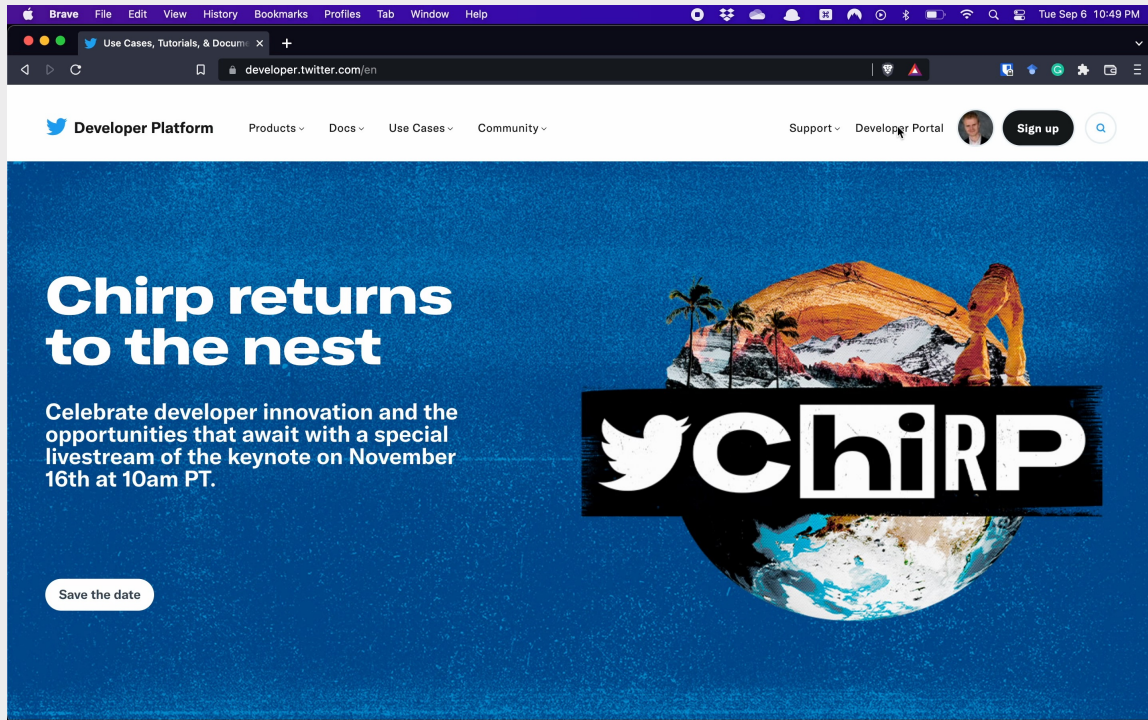 Brave File Edit View History Bookmarks Profiles Tab Window Help Tue Sep 6 10:49 PM
Use Cases, Tutorials, & Docume
developer.twitter.com/en
Developer Platform Products Docs Use Cases Community Support Developer Portal Sign up
Chirp returns
to the nest
Celebrate developer innovation and the
opportunities that await with a special
livestream of the keynote on November
16th at 10am PT.
Save the date
ChiRP